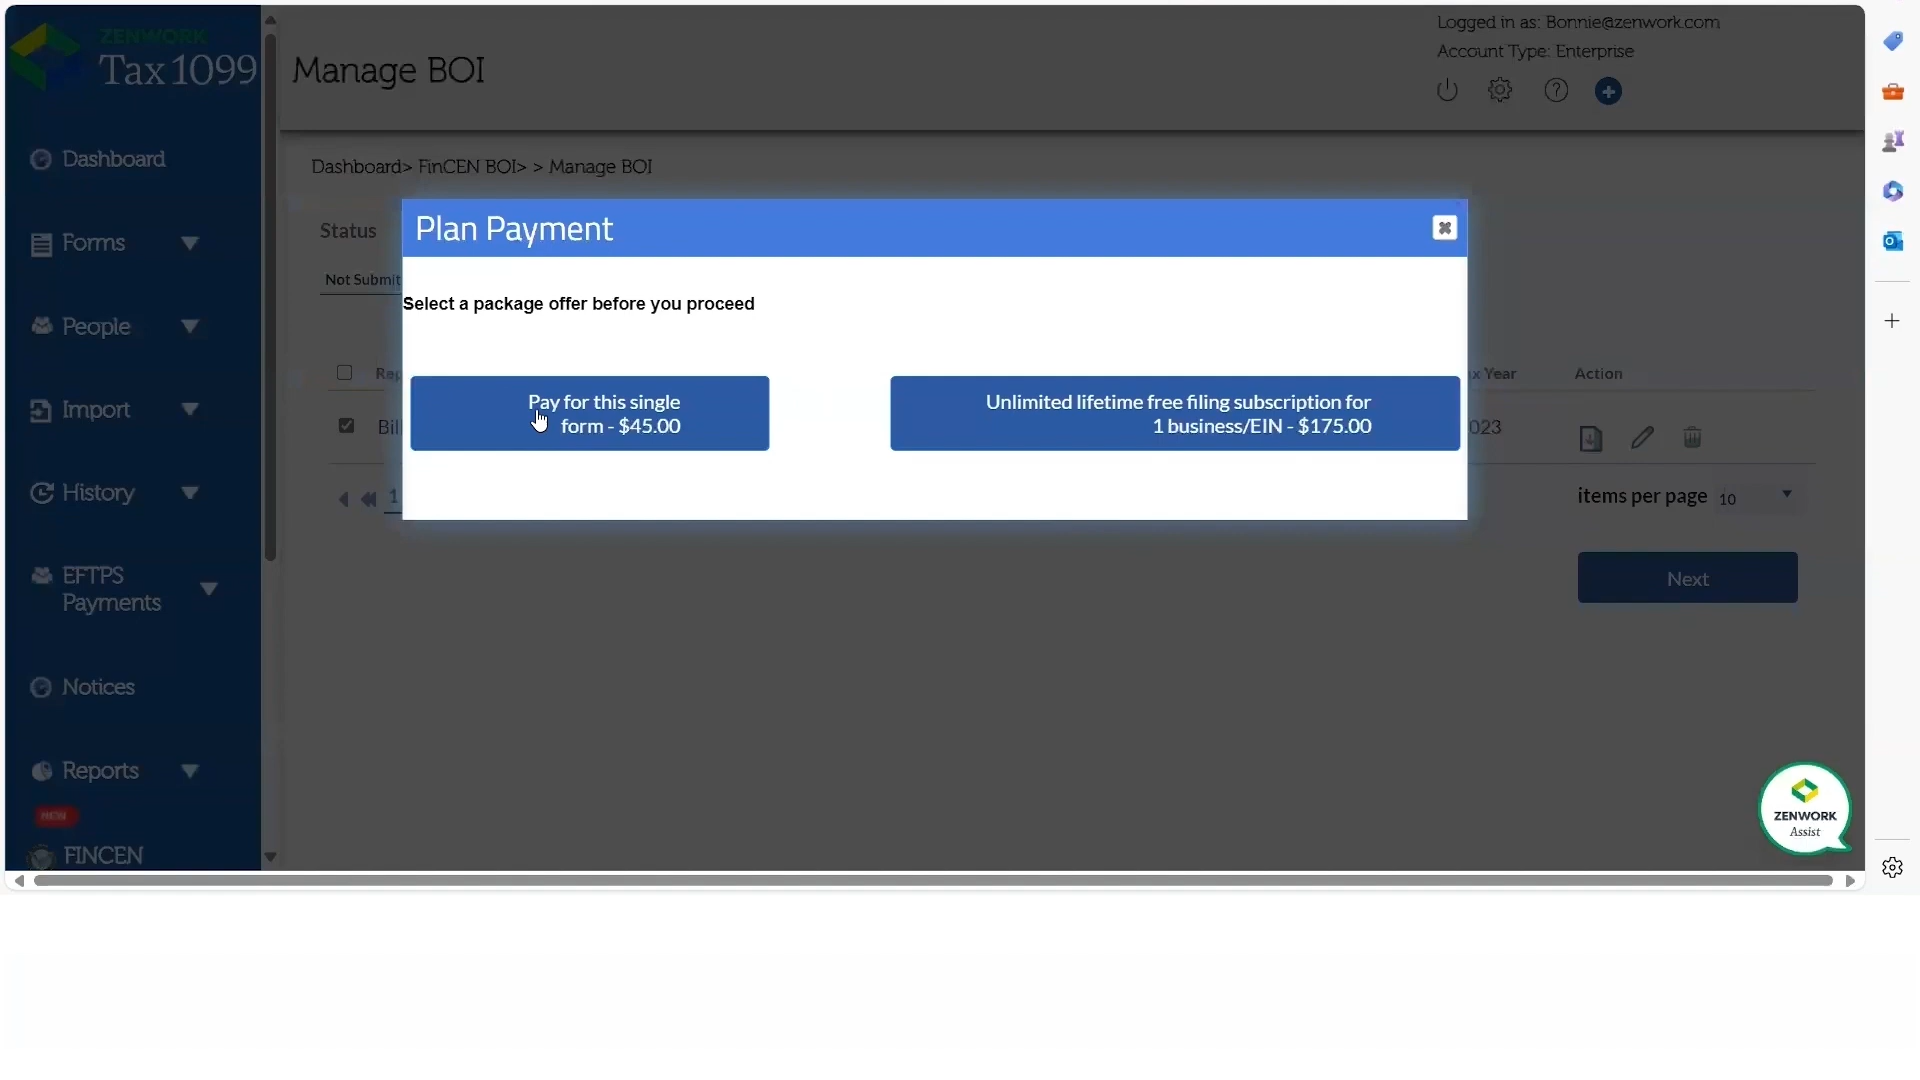 ZENWORK
Tax1099
Manage BOI
Logged in as: Bonnie@zenwork.com
Account Type: Enterprise
Dashboard
Forms
People
Import
History
EFTPS
Payments
Notices
Reports
NEW
FINCEN
Dashboard> FinCEN BOI> > Manage BOI
Status
Not Submit
Plan Payment
Select a package offer before you proceed
Pay for this single
form - $45.00
Unlimited lifetime free filing subscription for
1 business/EIN - $175.00
Year
Action
023
1
items per page 10
Next
ZENWORK
Assist